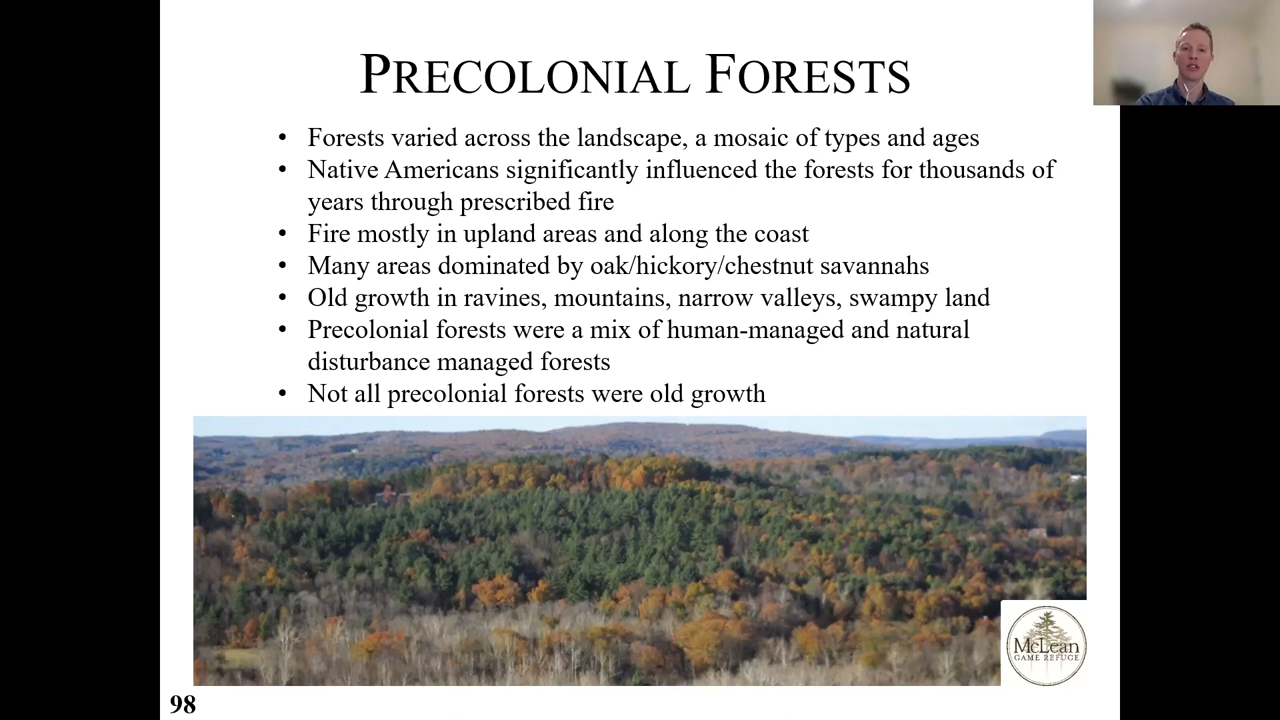 PRECOLONIAL FORESTS
• Forests varied across the landscape, a mosaic of types and ages
• Native Americans significantly influenced the forests for thousands of
years through prescribed fire
• Fire mostly in upland areas and along the coast
• Many areas dominated by oak/hickory/chestnut savannahs
• Old growth in ravines, mountains, narrow valleys, swampy land
• Precolonial forests were a mix of human-managed and natural
disturbance managed forests
• Not all precolonial forests were old growth
McLean
GAME REFUGE
98